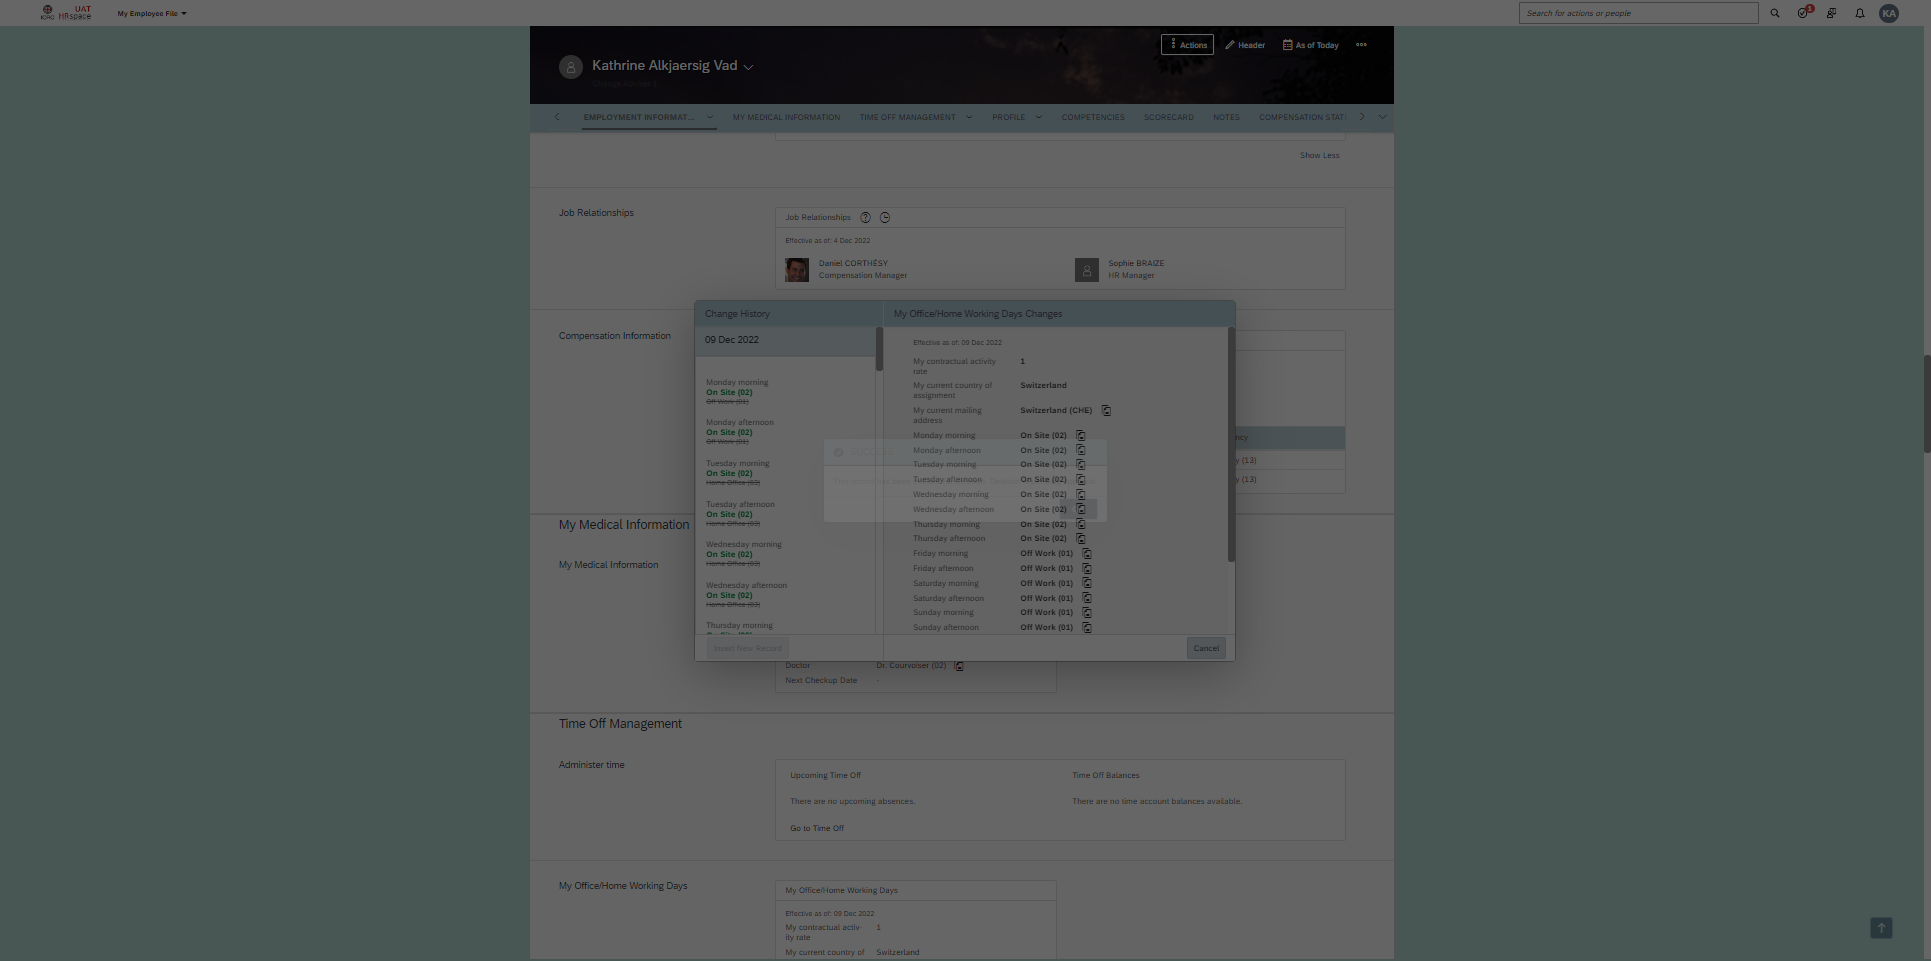 UAT
ICRC HRspace
My Employee File
Search for actions or people
1
KA
Actions
Header
As of Today
Kathrine Alkjaersig Vad
EMPLOYMENT INFORMAT...
MY MEDICAL INFORMATION
TIME OFF MANAGEMENT
PROFILE
COMPETENCIES
SCORECARD
NOTES
COMPENSATION STAT
Show Less
Job Relationships
Job Relationships
Effective as of: 4 Dec 2022
Daniel CORTHÉSY
Compensation Manager
Sophie BRAIZE
HR Manager
Compensation Information
Change History
09 Dec 2022
Monday morning
On Site (02)
Off Work (01)
Monday afternoon
On Site (02)
Off Work (01)
Tuesday morning
On Site (02)
Home Office (03)
Tuesday afternoon
On Site (02)
Home Office (03)
Wednesday morning
On Site (02)
Home Office (03)
Wednesday afternoon
On Site (02)
Home Office (03)
Thursday morning
On Site (02)
Insert New Record
My Office/Home Working Days Changes
Effective as of: 09 Dec 2022
My contractual activity rate 1
My current country of assignment Switzerland
My current mailing address Switzerland (CHE)
Monday morning On Site (02)
Monday afternoon On Site (02)
Tuesday morning On Site (02)
Tuesday afternoon On Site (02)
Wednesday morning On Site (02)
Wednesday afternoon On Site (02)
Thursday morning On Site (02)
Thursday afternoon On Site (02)
Friday morning Off Work (01)
Friday afternoon Off Work (01)
Saturday morning Off Work (01)
Saturday afternoon Off Work (01)
Sunday morning Off Work (01)
Sunday afternoon Off Work (01)
Cancel
ncy
y (13)
y (13)
My Medical Information
My Medical Information
Doctor Dr. Courvoiser (02)
Next Checkup Date -
Time Off Management
Administer time
Upcoming Time Off
There are no upcoming absences.
Go to Time Off
Time Off Balances
There are no time account balances available.
My Office/Home Working Days
My Office/Home Working Days
Effective as of: 09 Dec 2022
My contractual activ-
ity rate 1
My current country of Switzerland